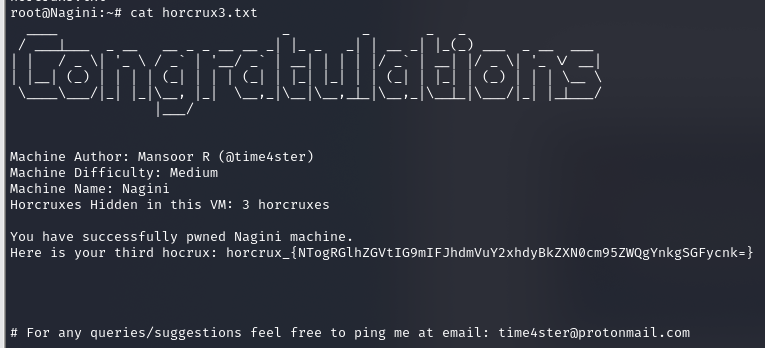 root@Nagini:~# cat horcrux3.txt
Congratulations
Machine Author: Mansoor R (@time4ster)
Machine Difficulty: Medium
Machine Name: Nagini
Horcruxes Hidden in this VM: 3 horcruxes
You have successfully pwned Nagini machine.
Here is your third hocrux: horcrux_{NTogRGlhZGVtIG9mIFJhdmVuY2xhdyBkZXN0cm95ZWQgYnkgSGFycnk=}
# For any queries/suggestions feel free to ping me at email: time4ster@protonmail.com